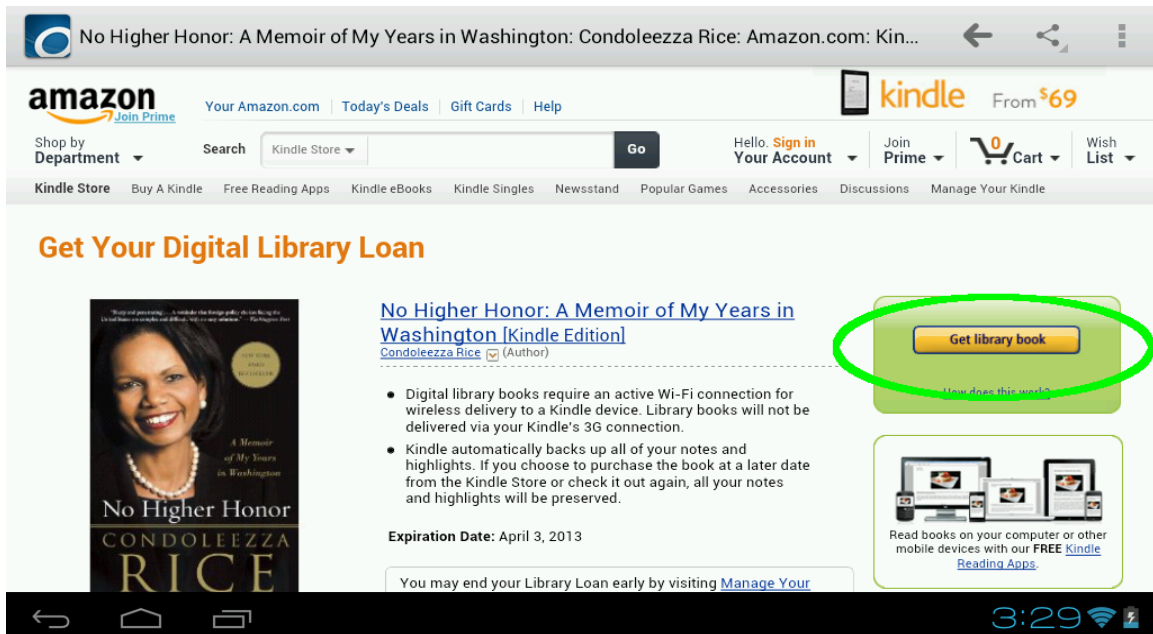 No Higher Honor: A Memoir of My Years in Washington: Condoleezza Rice: Amazon.com: Kin...
amazon
Join Prime
Your Amazon.com Today's Deals Gift Cards Help
kindle From $69
Shop by
Department
Search Kindle Store Go
Hello. Sign in
Your Account
Join
Prime
0
Cart
Wish
List
Kindle Store Buy A Kindle Free Reading Apps Kindle eBooks Kindle Singles Newsstand Popular Games Accessories Discussions Manage Your Kindle
Get Your Digital Library Loan
A Memoir
of My Years
in Washington
No Higher Honor
CONDOLEEZZA
RICE
No Higher Honor: A Memoir of My Years in
Washington [Kindle Edition]
Condoleezza Rice (Author)
• Digital library books require an active Wi-Fi connection for
wireless delivery to a Kindle device. Library books will not be
delivered via your Kindle's 3G connection.
• Kindle automatically backs up all of your notes and
highlights. If you choose to purchase the book at a later date
from the Kindle Store or check it out again, all your notes
and highlights will be preserved.
Expiration Date: April 3, 2013
You may end your Library Loan early by visiting Manage Your
Get library book
How does this work?
Read books on your computer or other
mobile devices with our FREE Kindle
Reading Apps.
3:29